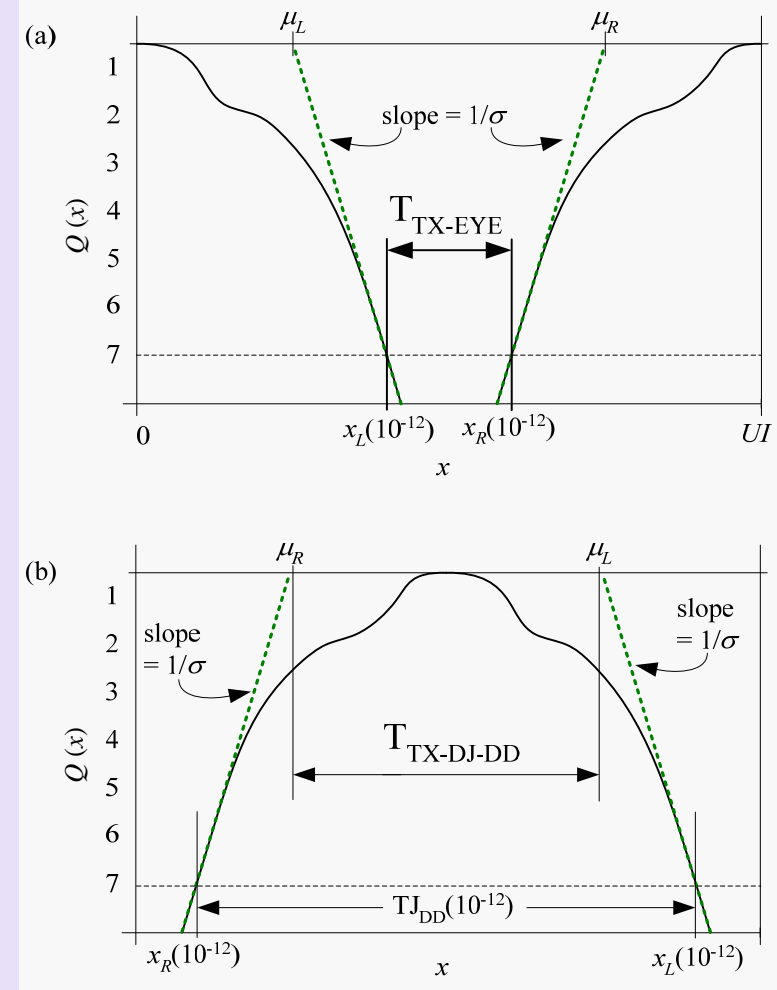 (a)
μL μR
1
2
slope = 1/σ
3
4
TTX-EYE
5
6
7
Q (x)
0 xL(10-12) xR(10-12) UI
x
(b)
μR μL
1
2
slope = 1/σ
slope = 1/σ
3
4
TTX-DJ-DD
5
6
7
TJDD(10-12)
Q (x)
xR(10-12) x xL(10-12)